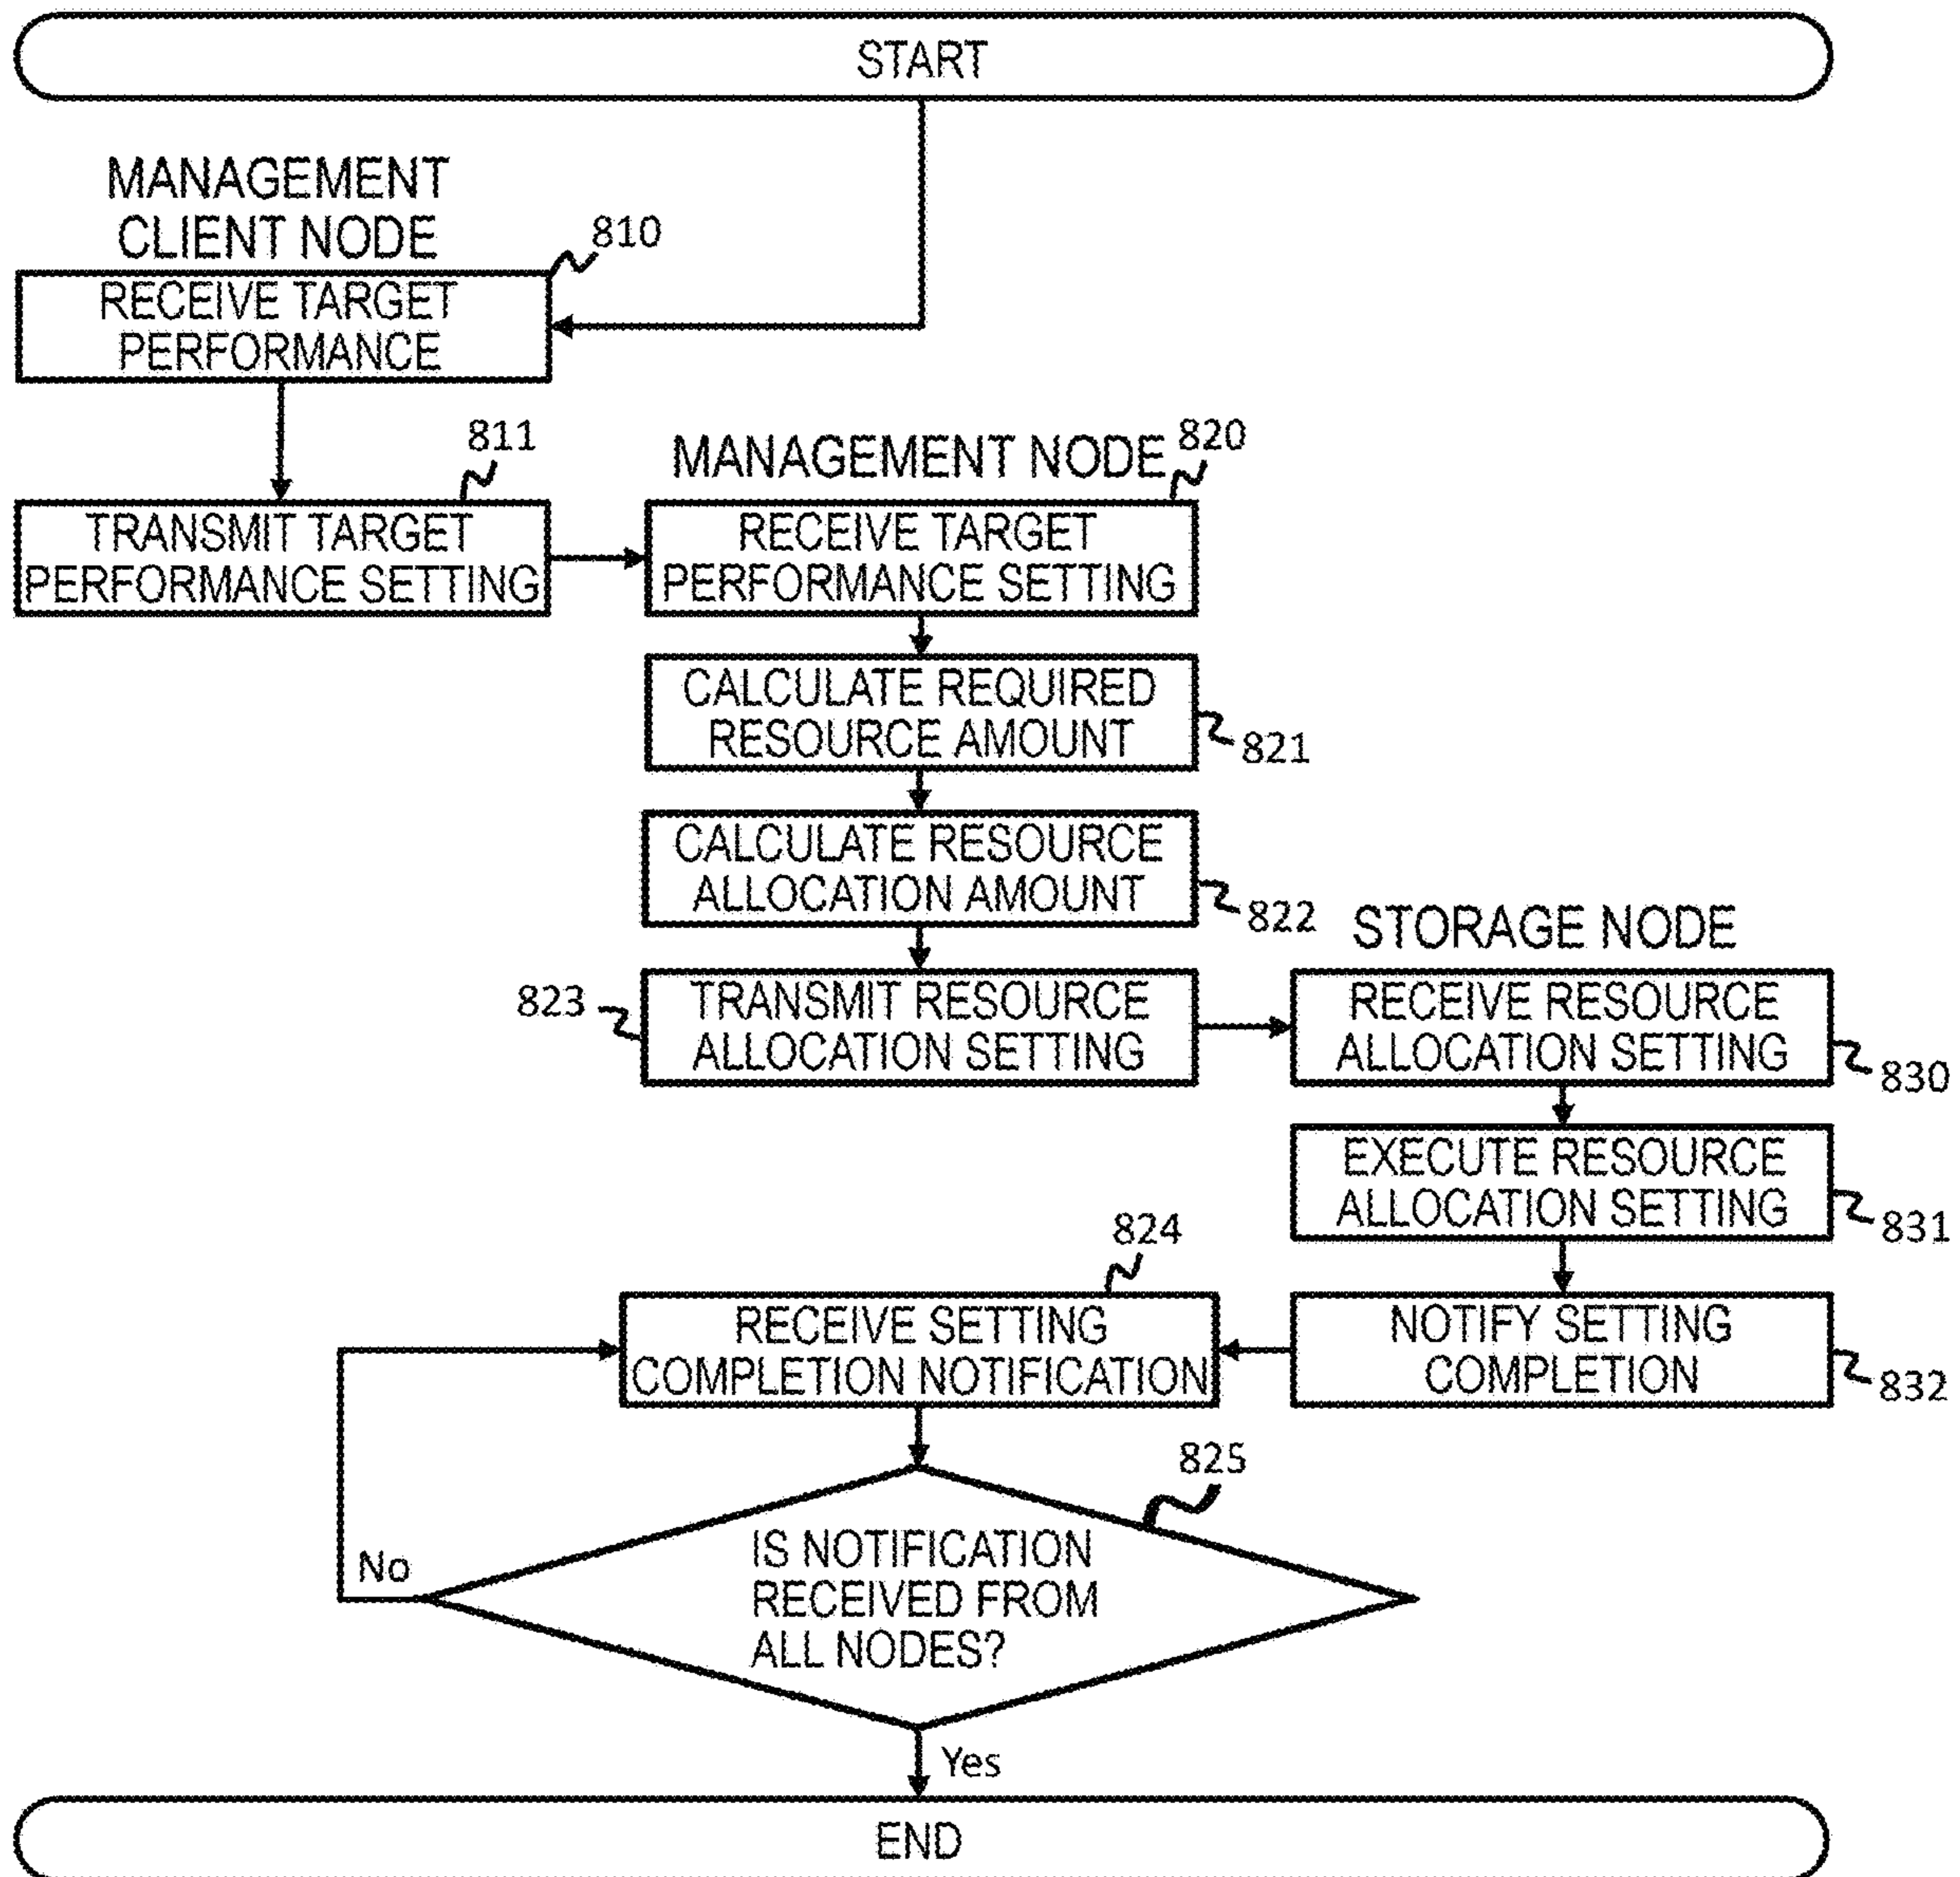 START
MANAGEMENT
CLIENT NODE
810
RECEIVE TARGET
PERFORMANCE
811
TRANSMIT TARGET
PERFORMANCE SETTING
MANAGEMENT NODE
820
RECEIVE TARGET
PERFORMANCE SETTING
CALCULATE REQUIRED
RESOURCE AMOUNT
821
CALCULATE RESOURCE
ALLOCATION AMOUNT
822
STORAGE NODE
823
TRANSMIT RESOURCE
ALLOCATION SETTING
RECEIVE RESOURCE
ALLOCATION SETTING
830
EXECUTE RESOURCE
ALLOCATION SETTING
831
824
RECEIVE SETTING
COMPLETION NOTIFICATION
NOTIFY SETTING
COMPLETION
832
825
IS NOTIFICATION
RECEIVED FROM
ALL NODES?
No
Yes
END